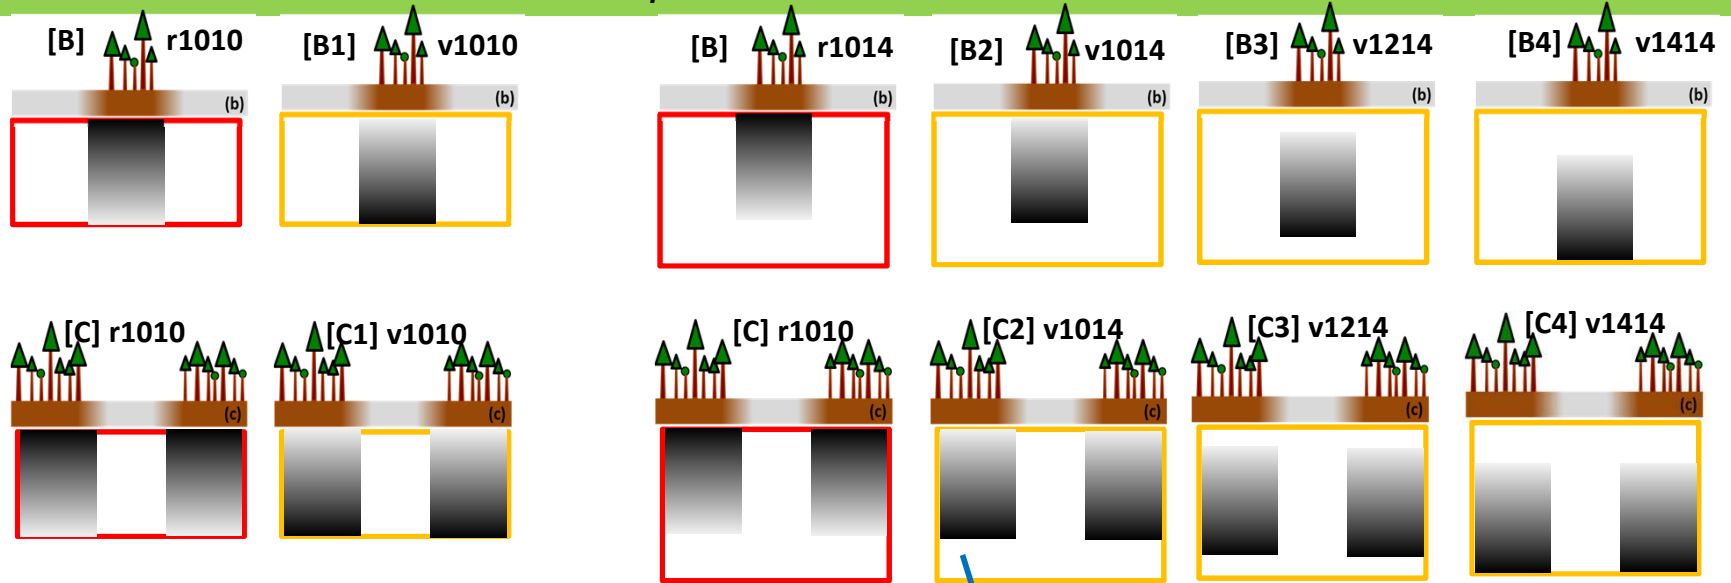 [B] r1010
(b)
[B1] v1010
(b)
[B] r1014
(b)
[B2] v1014
(b)
[B3] v1214
(b)
[B4] v1414
(b)
[C] r1010
(c)
[C1] v1010
(c)
[C] r1010
(c)
[C2] v1014
(c)
[C3] v1214
(c)
[C4] v1414
(c)